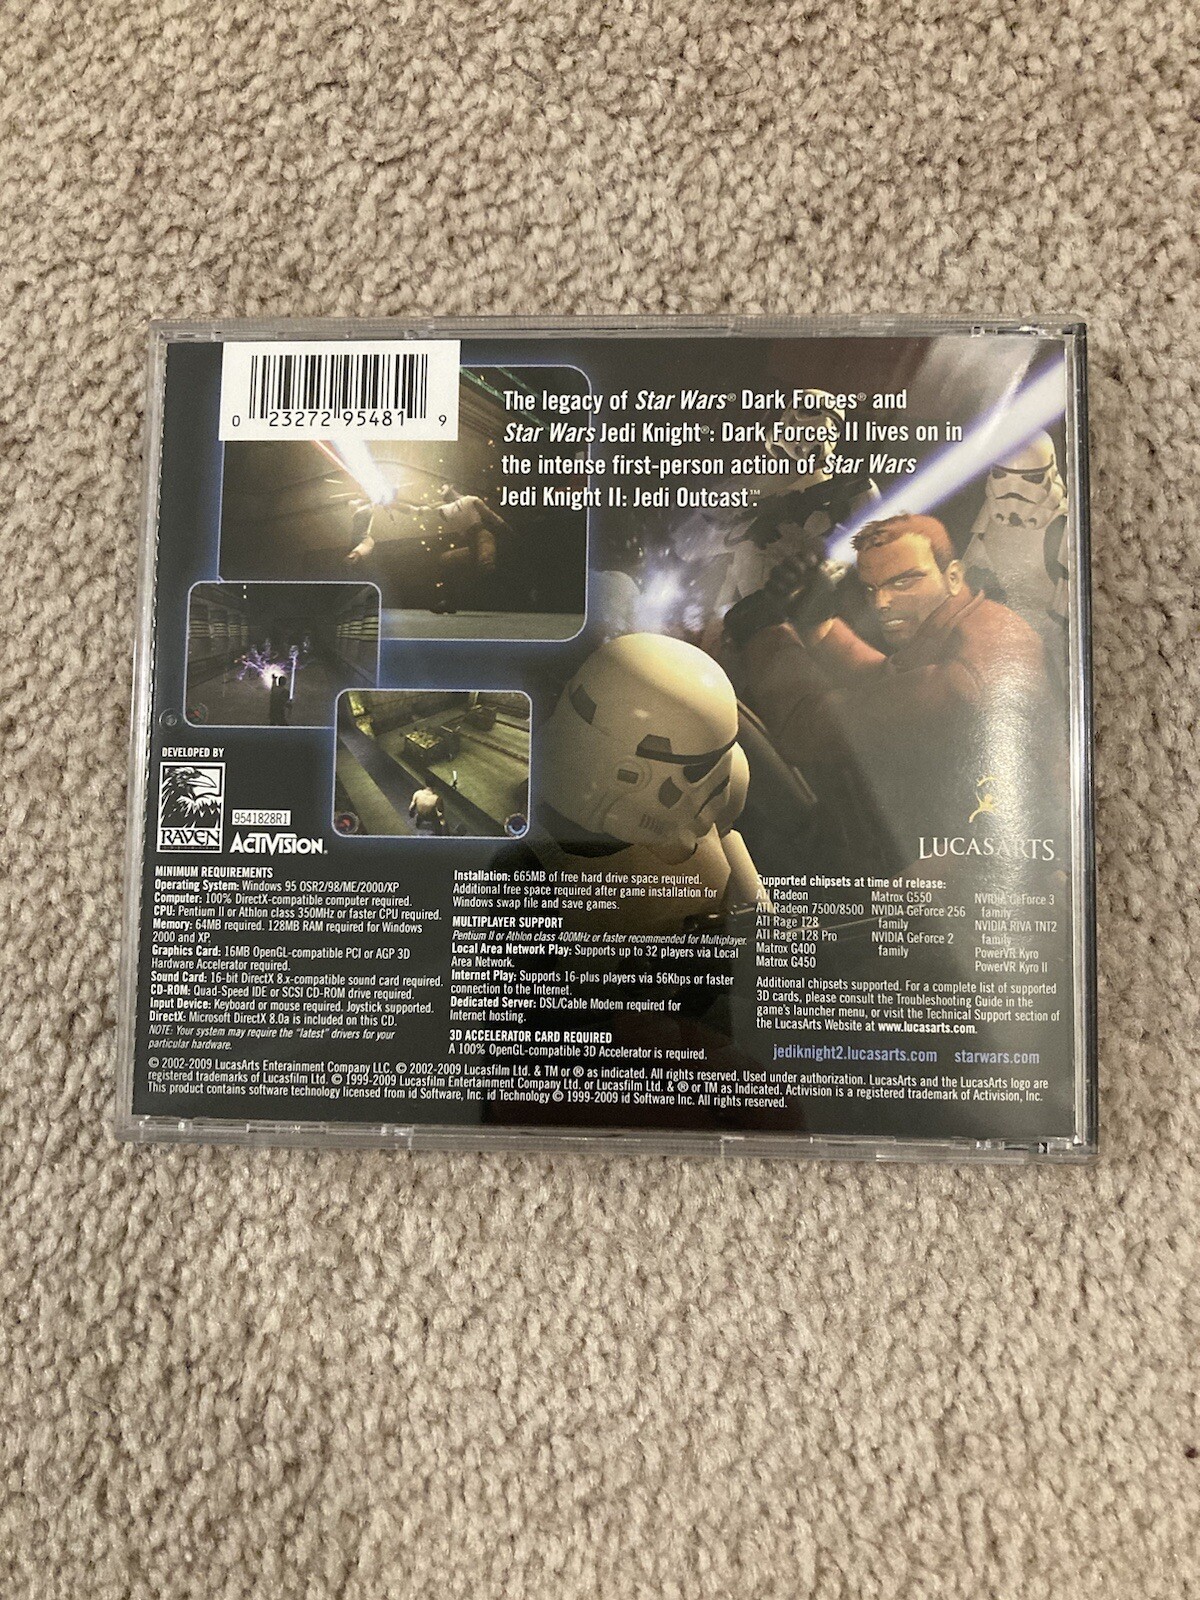 0 23272 95481 9
The legacy of Star Wars® Dark Forces® and
Star Wars Jedi Knight®: Dark Forces II lives on in
the intense first-person action of Star Wars
Jedi Knight II: Jedi Outcast™.
DEVELOPED BY
RAVEN
9541828R1
ACTIVISION®
LUCASARTS
MINIMUM REQUIREMENTS
Operating System: Windows 95 OSR2/98/ME/2000/XP
Computer: 100% DirectX-compatible computer required.
CPU: Pentium II or Athlon class 350MHz or faster CPU required.
Memory: 64MB required. 128MB RAM required for Windows
2000 and XP.
Graphics Card: 16MB OpenGL-compatible PCI or AGP 3D
Hardware Accelerator required.
Sound Card: 16-bit DirectX 8.x-compatible sound card required.
CD-ROM: Quad-Speed IDE or SCSI CD-ROM drive required.
Input Device: Keyboard or mouse required. Joystick supported.
DirectX: Microsoft DirectX 8.0a is included on this CD.
NOTE: Your system may require the "latest" drivers for your
particular hardware.
Installation: 665MB of free hard drive space required.
Additional free space required after game installation for
Windows swap file and save games.
MULTIPLAYER SUPPORT
Pentium II or Athlon class 400MHz or faster recommended for Multiplayer.
Local Area Network Play: Supports up to 32 players via Local
Area Network.
Internet Play: Supports 16-plus players via 56Kbps or faster
connection to the Internet.
Dedicated Server: DSL/Cable Modem required for
Internet hosting.
3D ACCELERATOR CARD REQUIRED
A 100% OpenGL-compatible 3D Accelerator is required.
Supported chipsets at time of release:
ATI Radeon
ATI Radeon 7500/8500
ATI Rage 128
ATI Rage 128 Pro
Matrox G400
Matrox G450
Matrox G550
NVIDIA GeForce 256
family
NVIDIA GeForce 2
family
NVIDIA GeForce 3
family
NVIDIA RIVA TNT2
family
PowerVR Kyro
PowerVR Kyro II
Additional chipsets supported. For a complete list of supported
3D cards, please consult the Troubleshooting Guide in the
game's launcher menu, or visit the Technical Support section of
the LucasArts Website at www.lucasarts.com.
jediknight2.lucasarts.com starwars.com
© 2002-2009 LucasArts Enterainment Company LLC. © 2002-2009 Lucasfilm Ltd. & TM or ® as indicated. All rights reserved. Used under authorization. LucasArts and the LucasArts logo are
registered trademarks of Lucasfilm Ltd. © 1999-2009 Lucasfilm Entertainment Company Ltd. or Lucasfilm Ltd. & ® or TM as Indicated. Activision is a registered trademark of Activision, Inc.
This product contains software technology licensed from id Software, Inc. id Technology © 1999-2009 id Software Inc. All rights reserved.